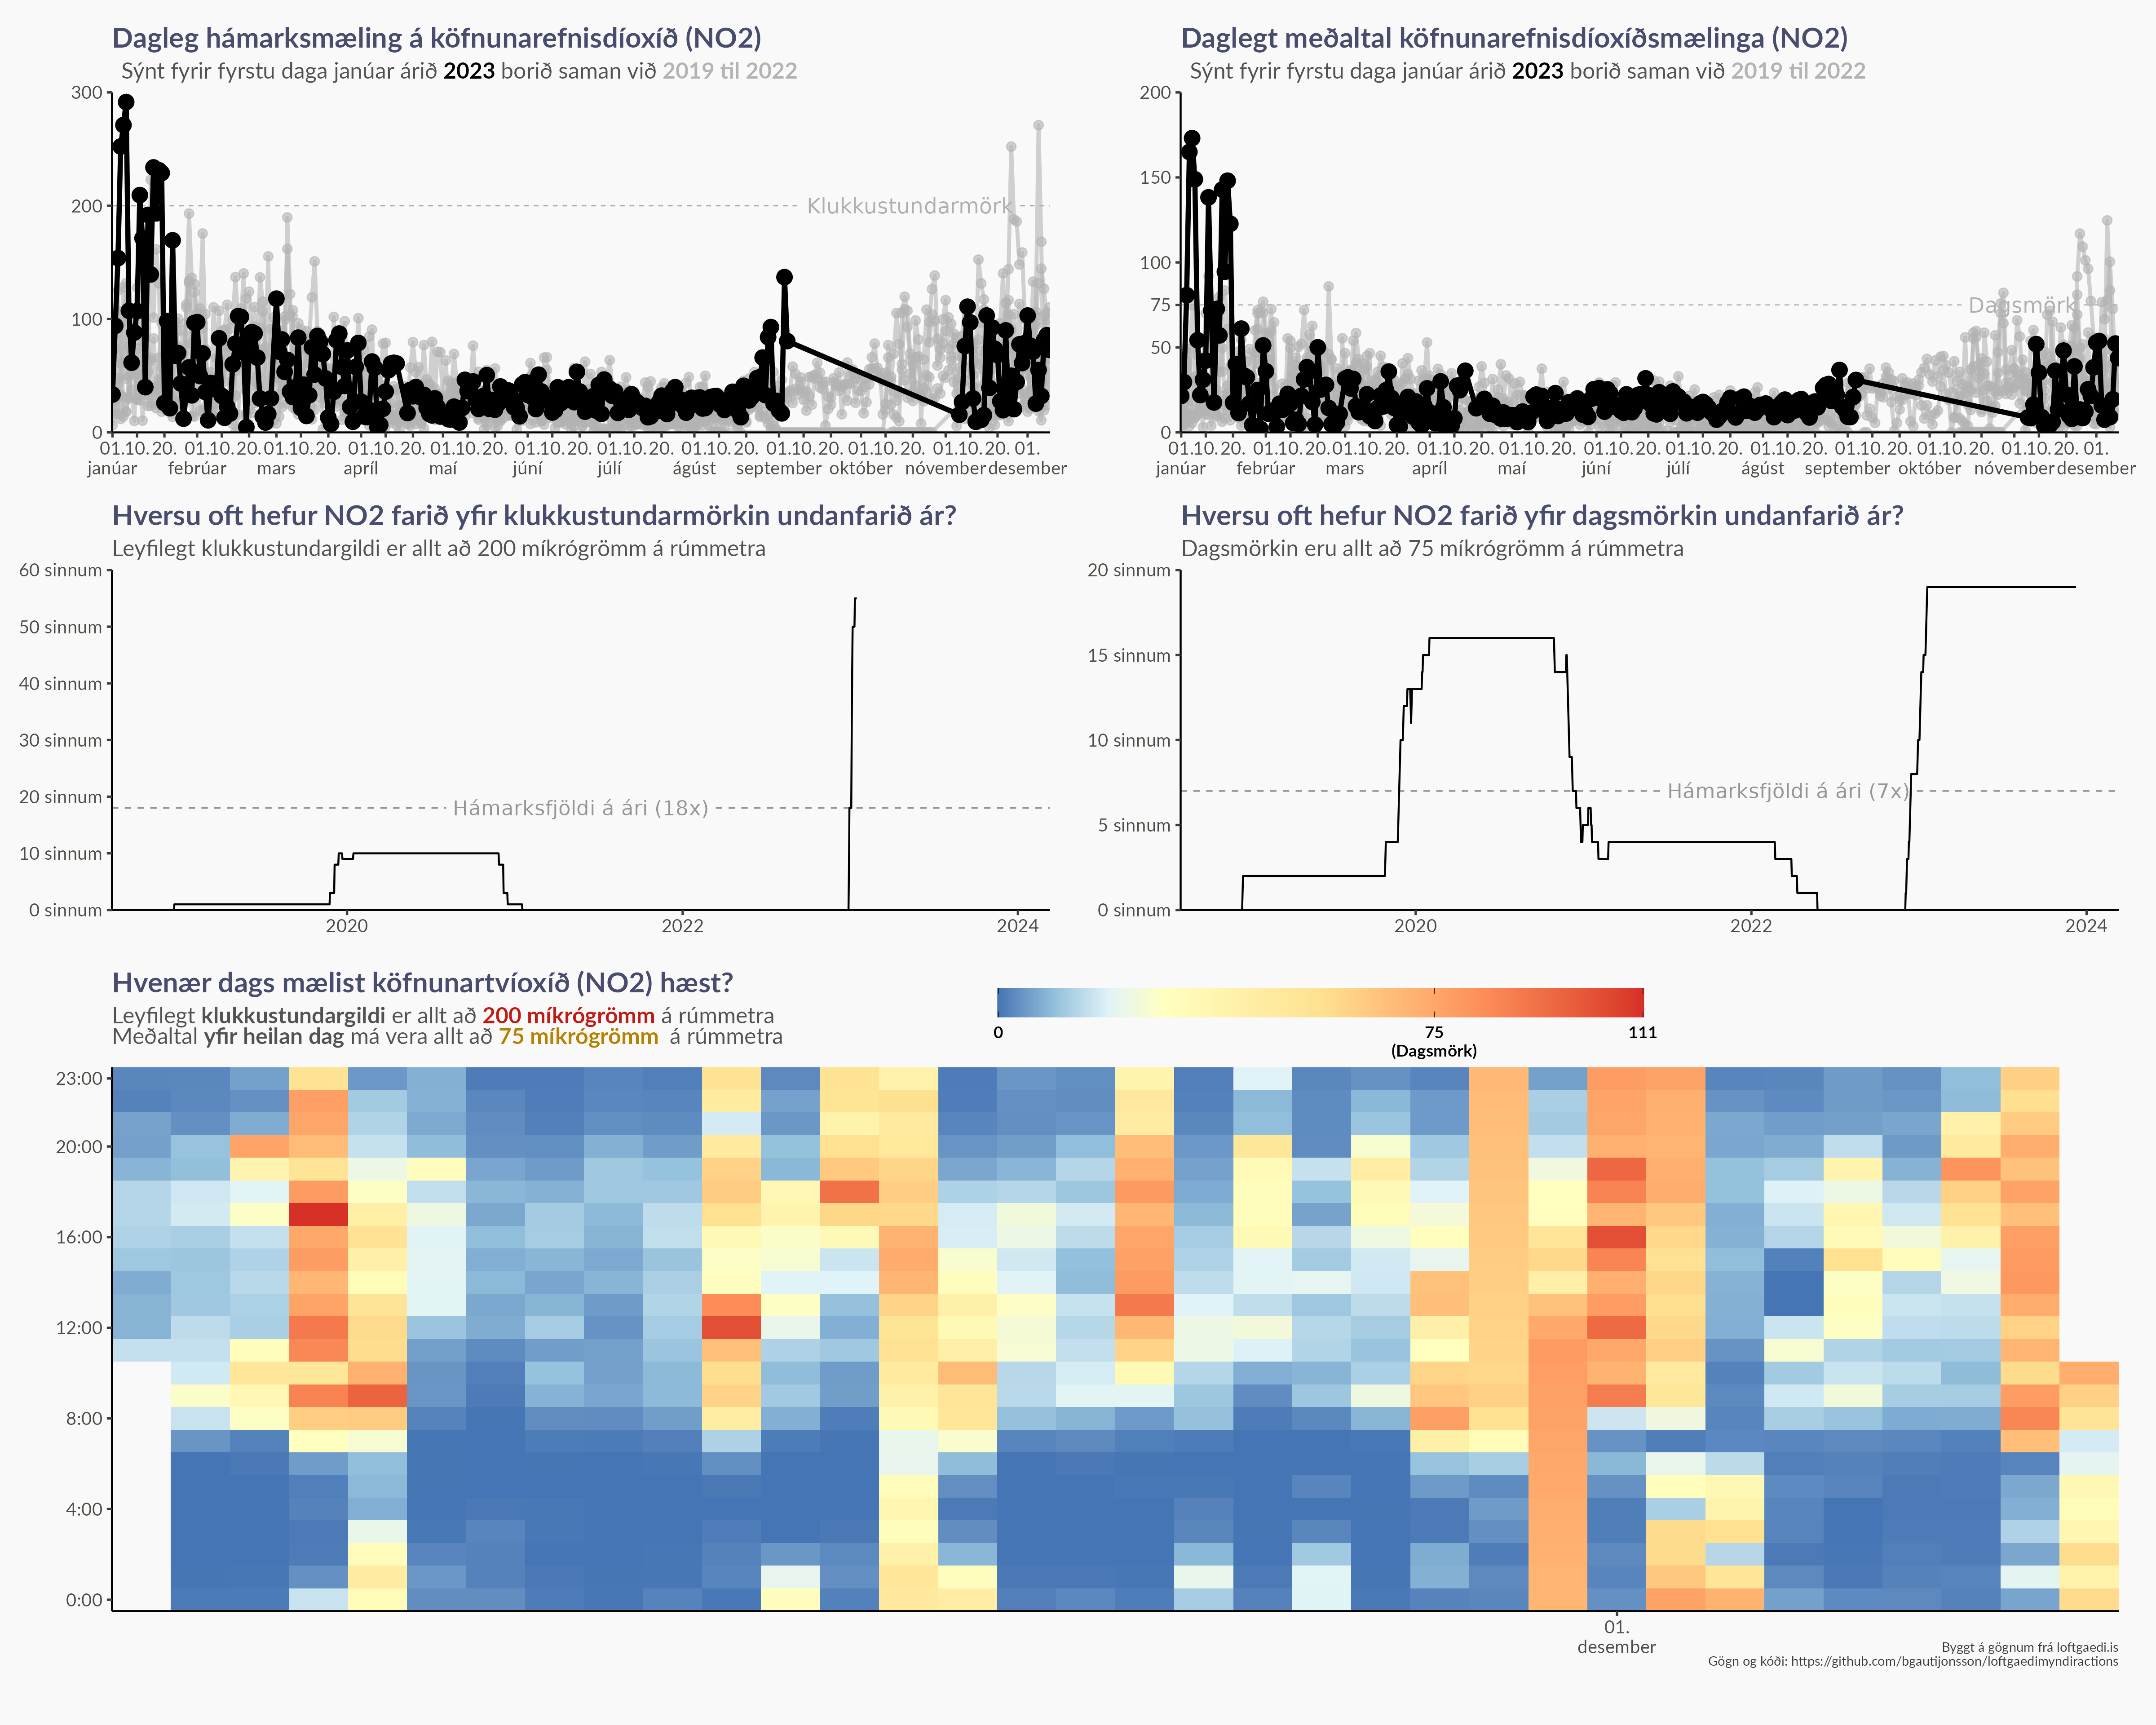 Dagleg hámarksmæling á köfnunarefnisdíoxíð (NO2)
Sýnt fyrir fyrstu daga janúar árið 2023 borið saman við 2019 til 2022
300
200
100
0
Klukkustundarmörk
01.10.20. 01.10.20. 01.10.20. 01.10.20. 01.10.20. 01.10.20. 01.10.20. 01.10.20. 01.10.20. 01.10.20. 01.10.20. 01.
janúar febrúar mars apríl maí júní júlí ágúst september október nóvember desember
Daglegt meðaltal köfnunarefnisdíoxíðsmælinga (NO2)
Sýnt fyrir fyrstu daga janúar árið 2023 borið saman við 2019 til 2022
200
150
100
75
50
0
Dagsmörk
01.10.20. 01.10.20. 01.10.20. 01.10.20. 01.10.20. 01.10.20. 01.10.20. 01.10.20. 01.10.20. 01.10.20. 01.10.20. 01.
janúar febrúar mars apríl maí júní júlí ágúst september október nóvember desember
Hversu oft hefur NO2 farið yfir klukkustundarmörkin undanfarið ár?
Leyfilegt klukkustundargildi er allt að 200 míkrógrömm á rúmmetra
60 sinnum
50 sinnum
40 sinnum
30 sinnum
20 sinnum
10 sinnum
0 sinnum
Hámarksfjöldi á ári (18x)
2020 2022 2024
Hversu oft hefur NO2 farið yfir dagsmörkin undanfarið ár?
Dagsmörkin eru allt að 75 míkrógrömm á rúmmetra
20 sinnum
15 sinnum
10 sinnum
5 sinnum
0 sinnum
Hámarksfjöldi á ári (7x)
2020 2022 2024
Hvenær dags mælist köfnunartvíoxíð (NO2) hæst?
Leyfilegt klukkustundargildi er allt að 200 míkrógrömm á rúmmetra
Meðaltal yfir heilan dag má vera allt að 75 míkrógrömm á rúmmetra
0 75 111
(Dagsmörk)
23:00
20:00
16:00
12:00
8:00
4:00
0:00
01.
desember
Byggt á gögnum frá loftgaedi.is
Gögn og kóði: https://github.com/bgautijonsson/loftgaedimyndiractions